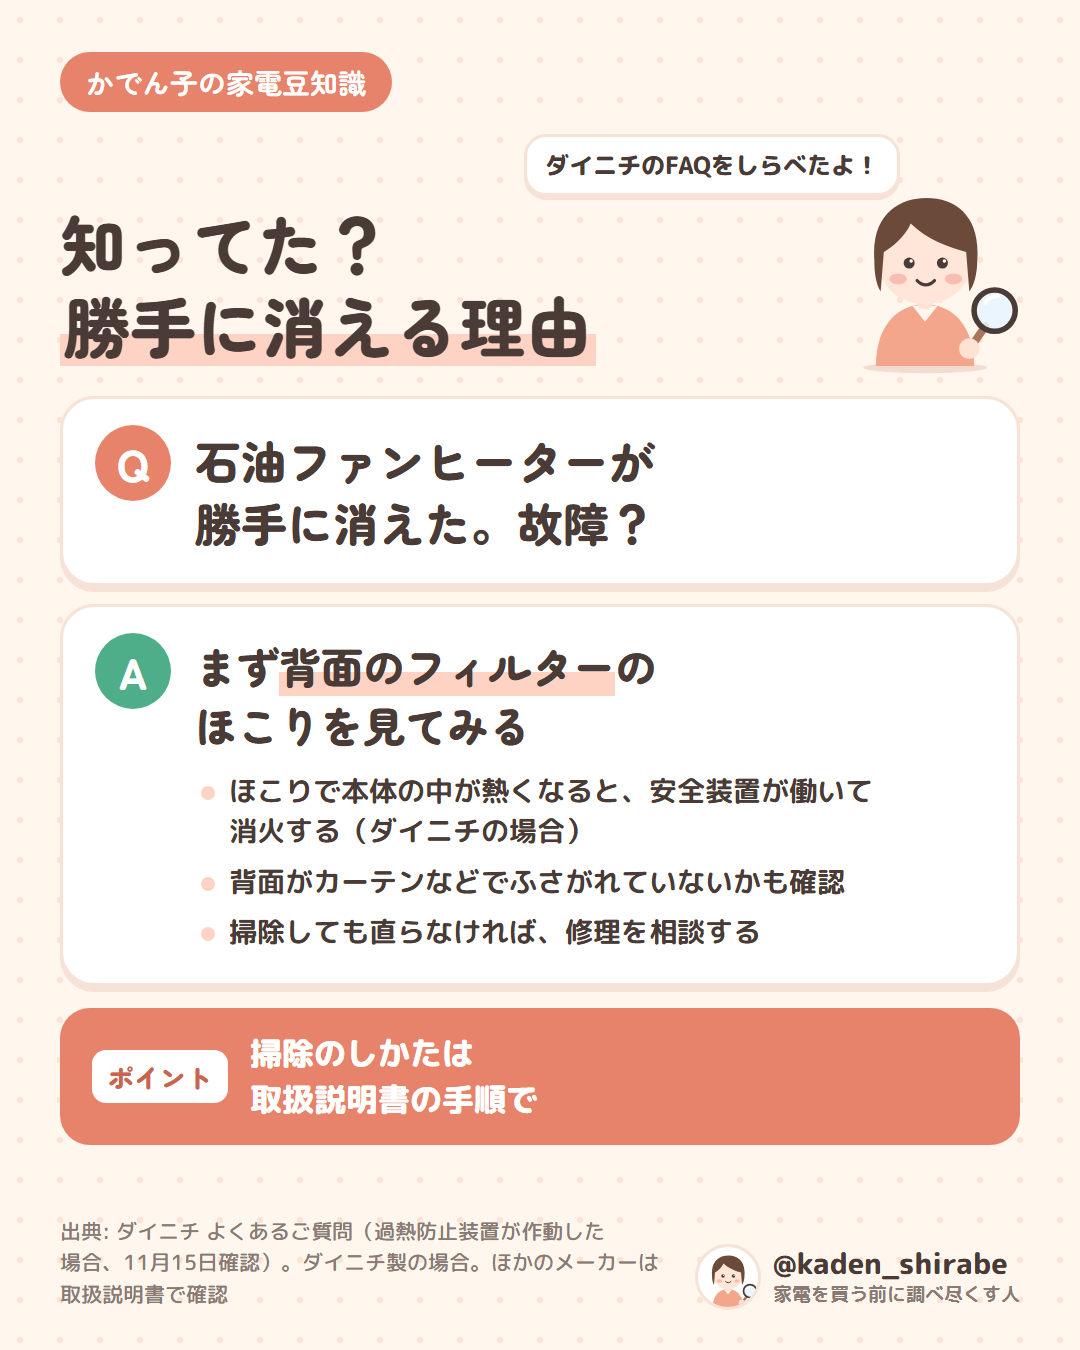 かでん子の家電豆知識
ダイニチのFAQをしらべたよ！
知ってた？
勝手に消える理由
Q
石油ファンヒーターが
勝手に消えた。故障？
A
まず背面のフィルターの
ほこりを見てみる
ほこりで本体の中が熱くなると、安全装置が働いて
消火する（ダイニチの場合）
背面がカーテンなどでふさがれていないかも確認
掃除しても直らなければ、修理を相談する
ポイント
掃除のしかたは
取扱説明書の手順で
出典: ダイニチ よくあるご質問（過熱防止装置が作動した
場合、11月15日確認）。ダイニチ製の場合。ほかのメーカーは
取扱説明書で確認
@kaden_shirabe
家電を買う前に調べ尽くす人